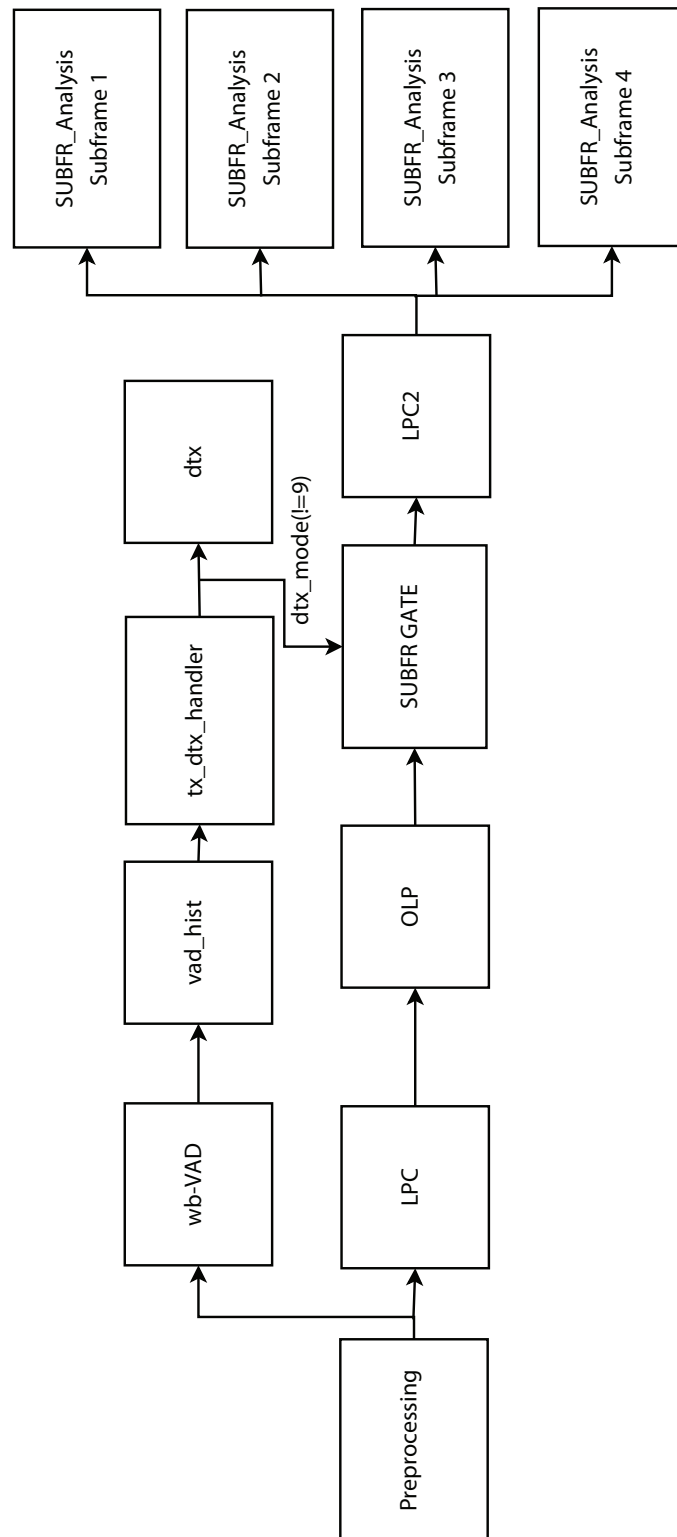 Preprocessing
wb-VAD
vad_hist
tx_dtx_handler
dtx
dtx_mode(!=9)
LPC
OLP
SUBFR GATE
LPC2
SUBFR_Analysis
Subframe 1
SUBFR_Analysis
Subframe 2
SUBFR_Analysis
Subframe 3
SUBFR_Analysis
Subframe 4